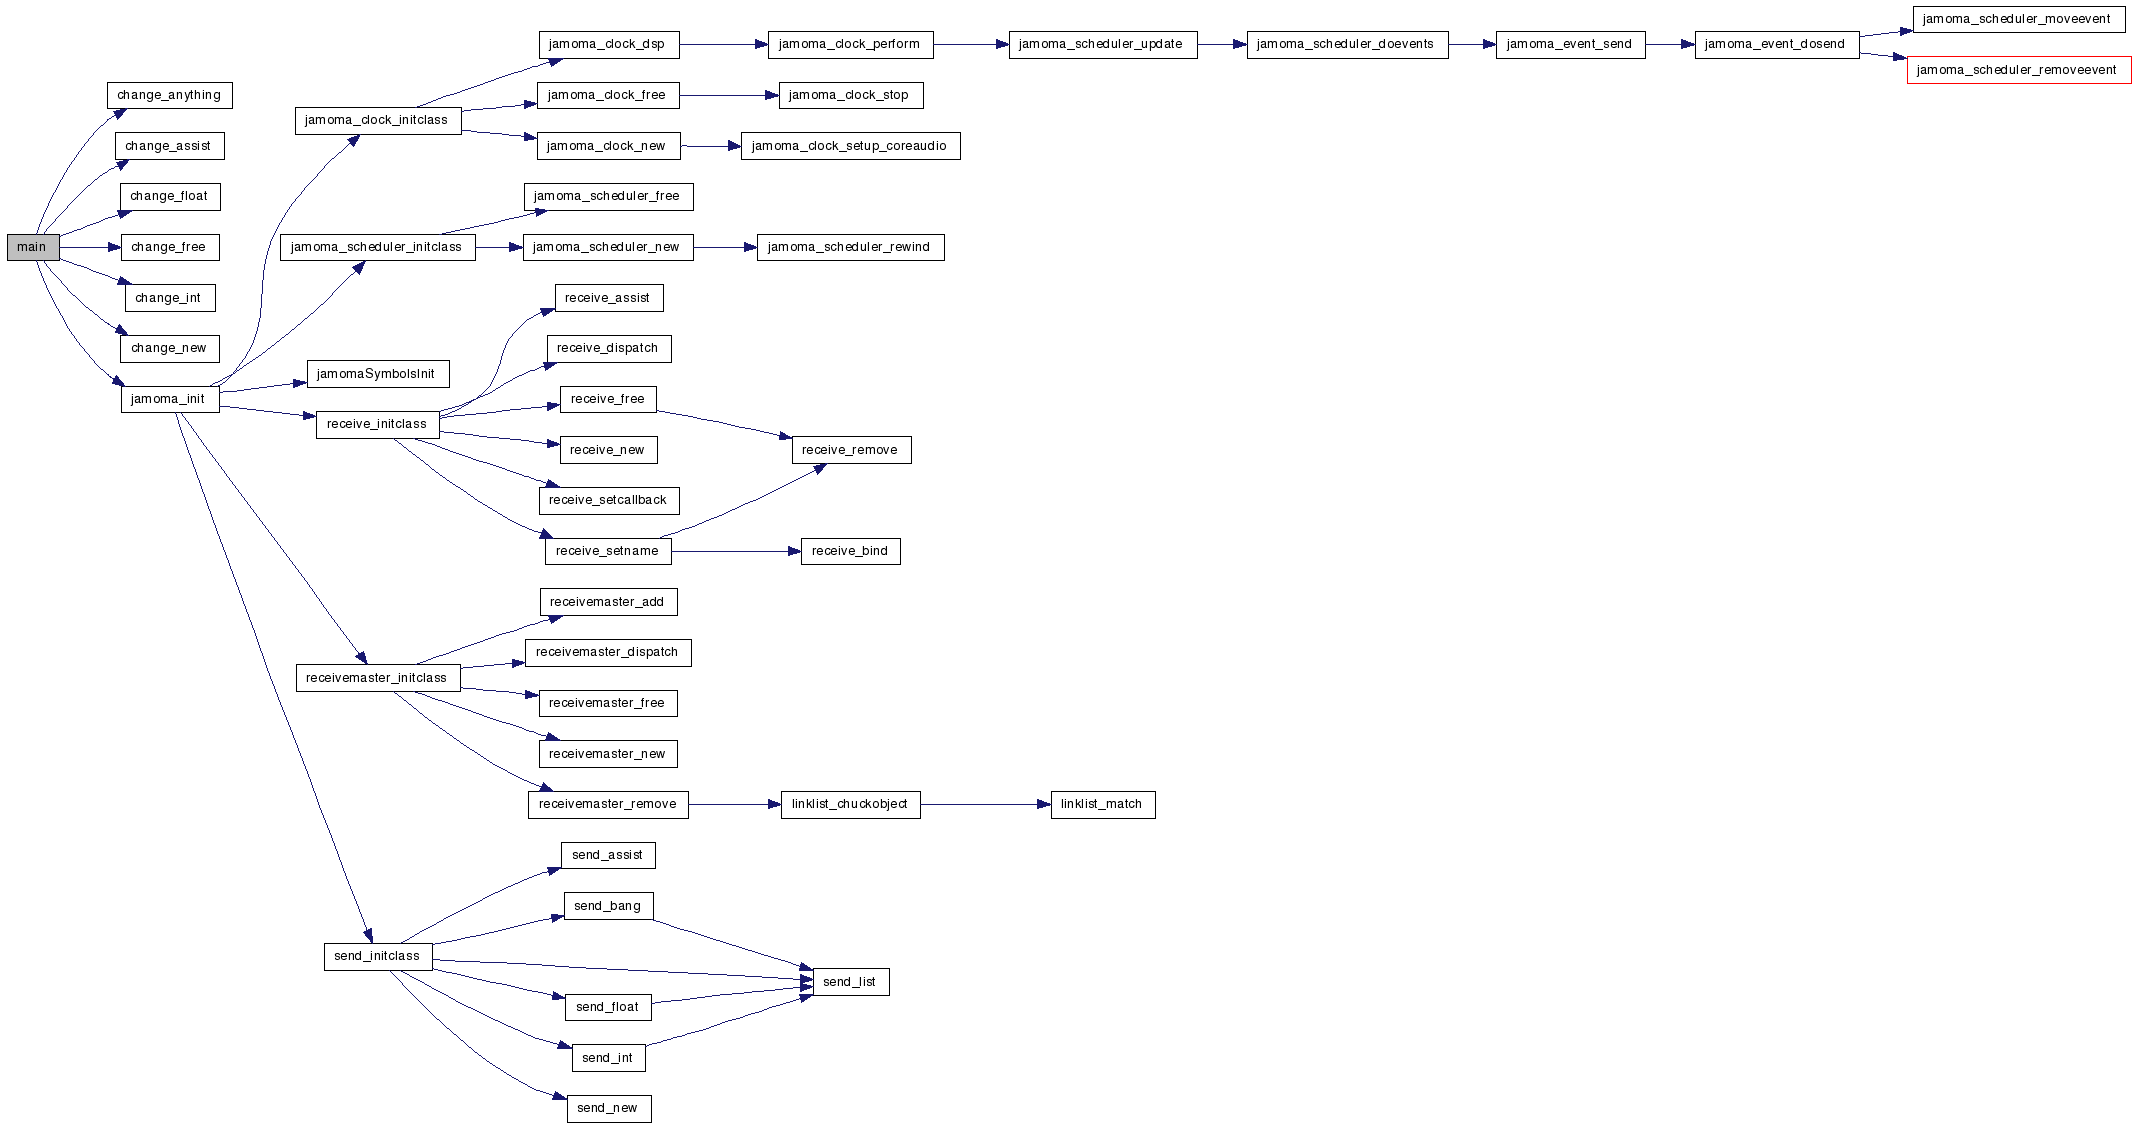 main
change_anything
change_assist
change_float
change_free
change_int
change_new
jamoma_init
jamoma_clock_initclass
jamoma_scheduler_initclass
jamomaSymbolsInit
receive_initclass
receivemaster_initclass
send_initclass
jamoma_clock_dsp
jamoma_clock_free
jamoma_clock_new
jamoma_scheduler_free
jamoma_scheduler_new
receive_assist
receive_dispatch
receive_free
receive_new
receive_setcallback
receive_setname
receivemaster_add
receivemaster_dispatch
receivemaster_free
receivemaster_new
receivemaster_remove
send_assist
send_bang
send_float
send_int
send_new
jamoma_clock_perform
jamoma_clock_stop
jamoma_clock_setup_coreaudio
jamoma_scheduler_rewind
receive_remove
receive_bind
linklist_chuckobject
send_list
jamoma_scheduler_update
linklist_match
jamoma_scheduler_doevents
jamoma_event_send
jamoma_event_dosend
jamoma_scheduler_moveevent
jamoma_scheduler_removeevent